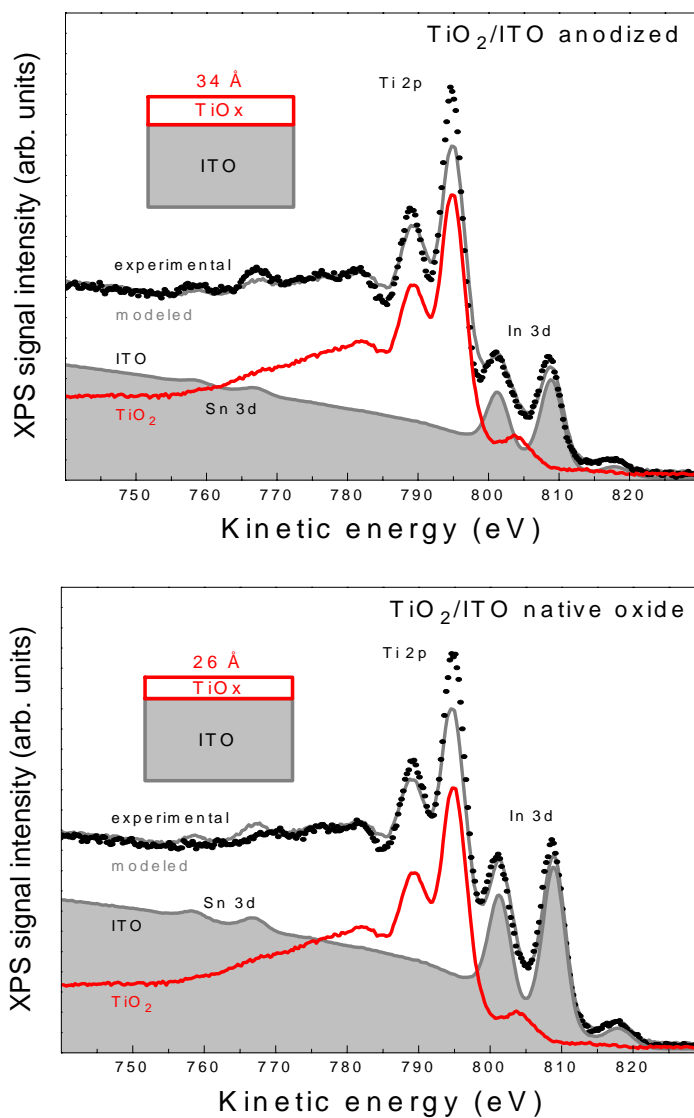 TiO₂/ITO anodized
34 Å
TiOx
ITO
Ti 2p
experimental
modeled
In 3d
ITO
Sn 3d
TiO₂
XPS signal intensity (arb. units)
750 760 770 780 790 800 810 820
Kinetic energy (eV)
TiO₂/ITO native oxide
26 Å
TiOx
ITO
Ti 2p
experimental
modeled
In 3d
Sn 3d
ITO
TiO₂
XPS signal intensity (arb. units)
750 760 770 780 790 800 810 820
Kinetic energy (eV)